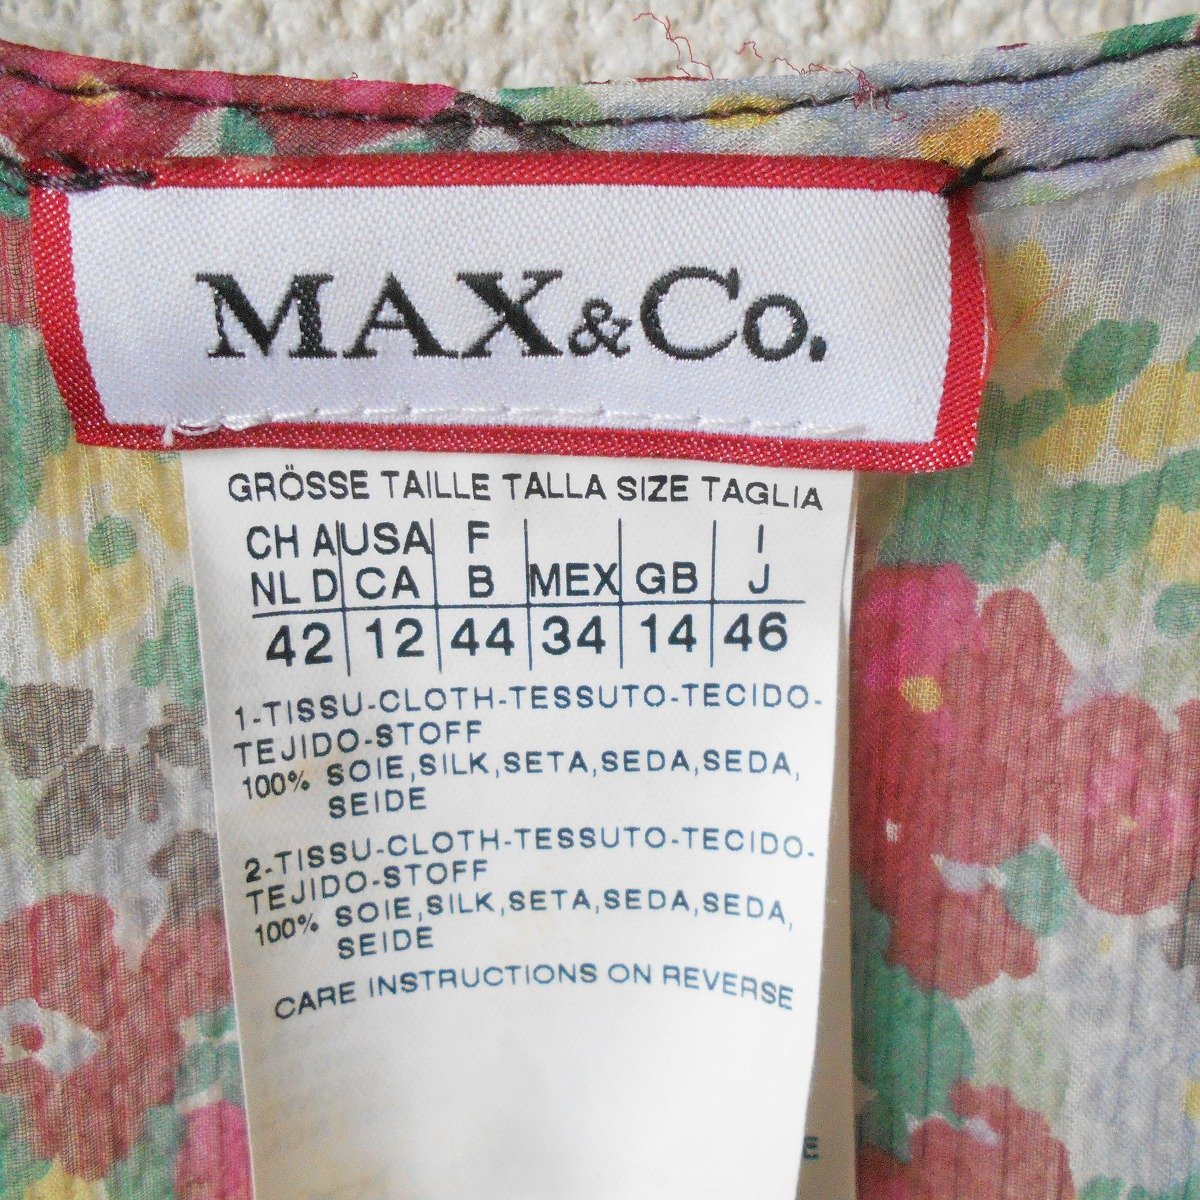 MAX&Co.
GRÖSSE TAILLE TALLA SIZE TAGLIA
CH A USA F I
NL D CA B MEX GB J
42 12 44 34 14 46
1-TISSU-CLOTH-TESSUTO-TECIDO-
TEJIDO-STOFF
100% SOIE,SILK,SETA,SEDA,SEDA,
SEIDE
2-TISSU-CLOTH-TESSUTO-TECIDO-
TEJIDO-STOFF
100% SOIE,SILK,SETA,SEDA,SEDA,
SEIDE
CARE INSTRUCTIONS ON REVERSE